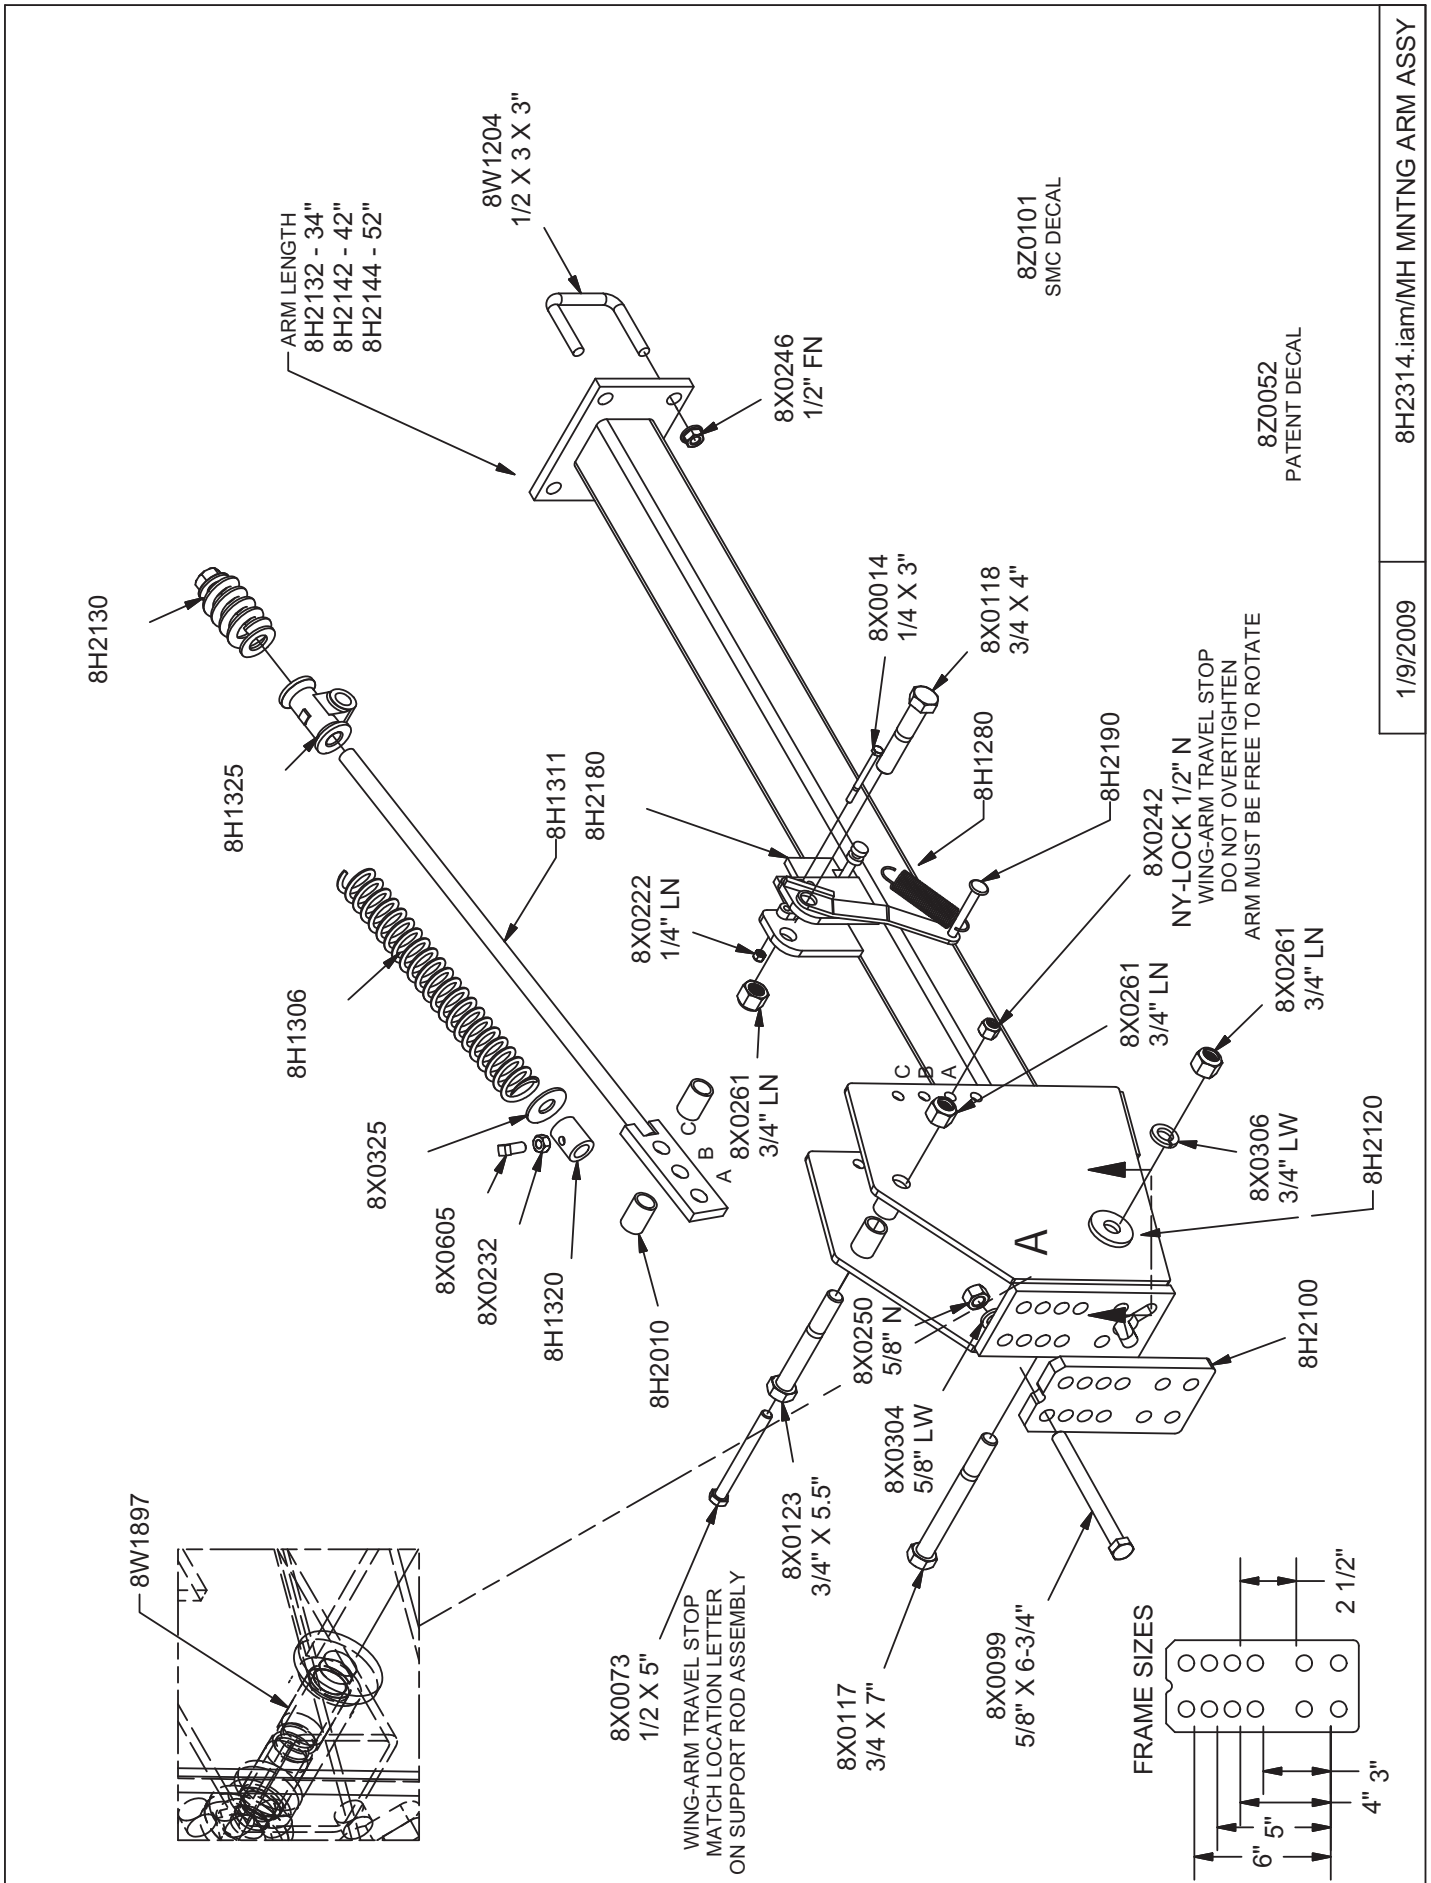 8H2130
8H1325
8H1306
8X0325
8X0605
8X0232
8H1320
8H2010
8W1897
ARM LENGTH
8H2132 - 34"
8H2142 - 42"
8H2144 - 52"
8W1204
1/2 X 3 X 3"
8X0246
1/2" FN
8Z0101
SMC DECAL
8Z0052
PATENT DECAL
8H1311
8H2180
8X0014
1/4 X 3"
8X0118
3/4 X 4"
8H1280
8H2190
8X0222
1/4" LN
8X0261
3/4" LN
C
B
A
C
B
A
8X0242
NY-LOCK 1/2" N
WING-ARM TRAVEL STOP
DO NOT OVERTIGHTEN
ARM MUST BE FREE TO ROTATE
8X0261
3/4" LN
8X0261
3/4" LN
8X0306
3/4" LW
8H2120
8H2100
A
8X0250
5/8" N
8X0304
5/8" LW
8X0123
3/4" X 5.5"
8X0073
1/2 X 5"
WING-ARM TRAVEL STOP
MATCH LOCATION LETTER
ON SUPPORT ROD ASSEMBLY
8X0117
3/4 X 7"
8X0099
5/8" X 6-3/4"
FRAME SIZES
2 1/2"
6"
5"
4"
3"
1/9/2009
8H2314.iam/MH MNTNG ARM ASSY